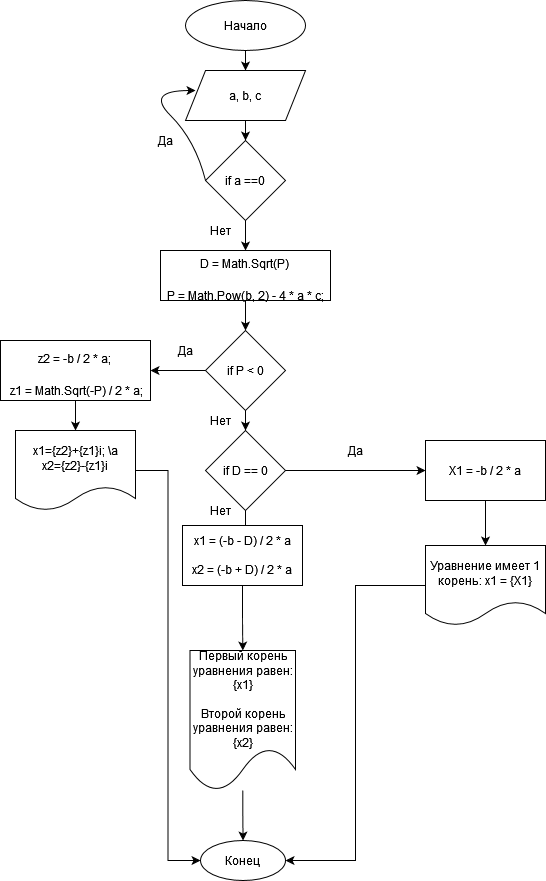 Начало
a, b, c
Да
if a ==0
Нет
D = Math.Sqrt(P)
P = Math.Pow(b, 2) - 4 * a * c;
z2 = -b / 2 * a;
z1 = Math.Sqrt(-P) / 2 * a;
Да
if P < 0
Нет
x1={z2}+{z1}i; \a
x2={z2}-{z1}i
if D == 0
Да
X1 = -b / 2 * a
Нет
x1 = (-b - D) / 2 * a
x2 = (-b + D) / 2 * a
Уравнение имеет 1
корень: x1 = {X1}
Первый корень
уравнения равен:
{x1}
Второй корень
уравнения равен:
{x2}
Конец